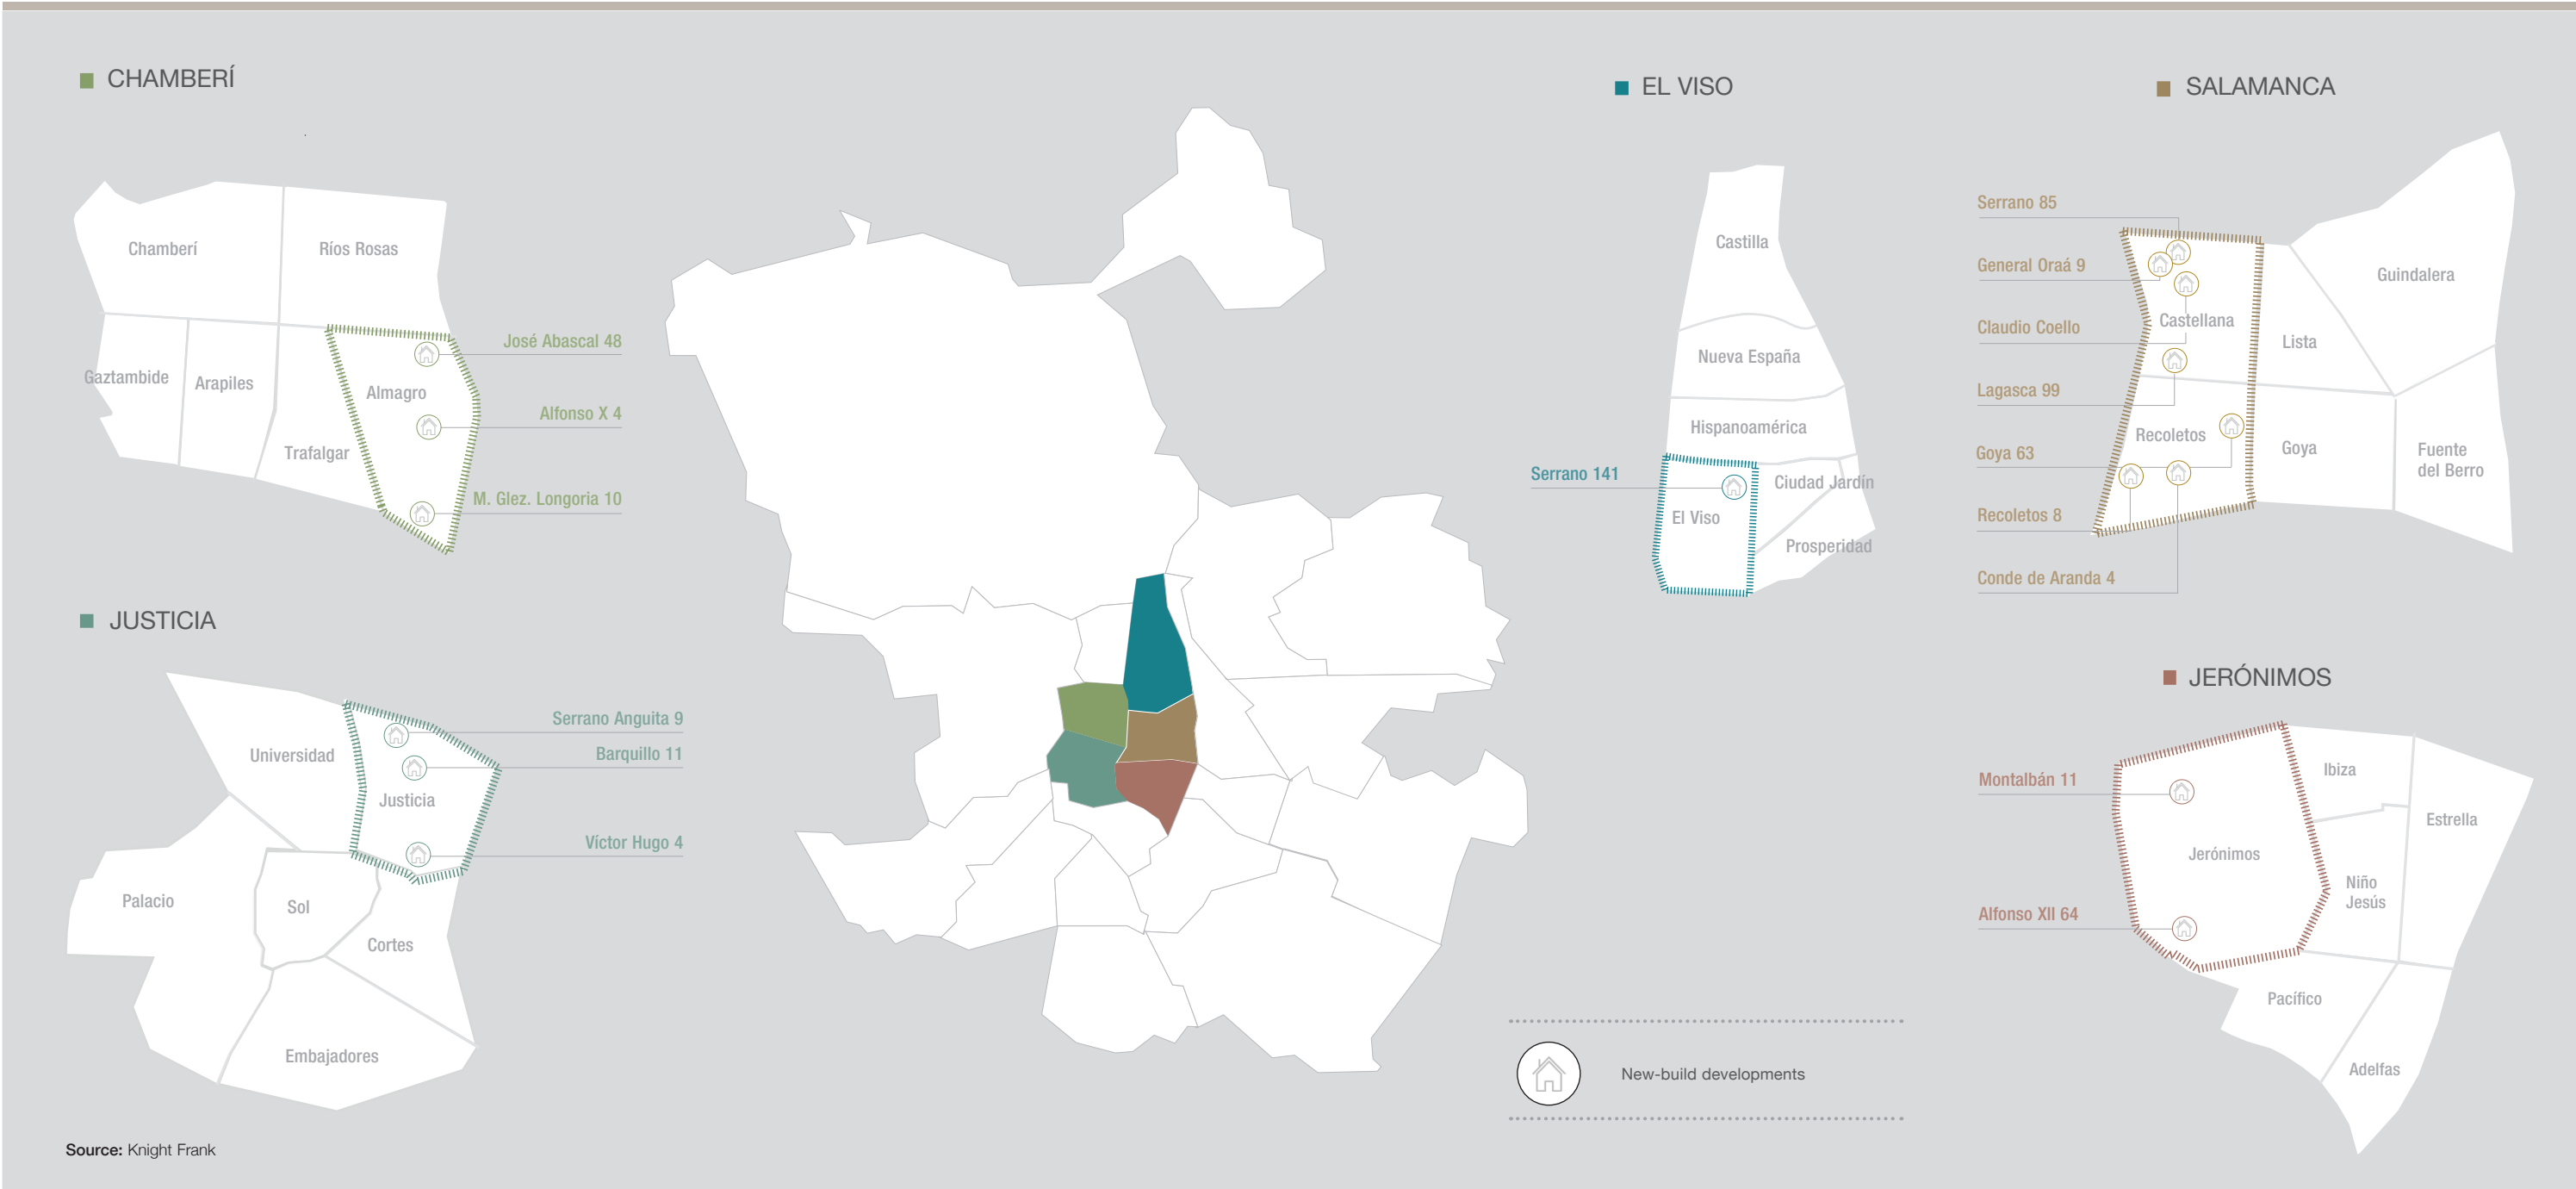 CHAMBERÍ
Chamberí
Ríos Rosas
Gaztambide
Arapiles
Almagro
Trafalgar
José Abascal 48
Alfonso X 4
M. Glez. Longoria 10
JUSTICIA
Universidad
Justicia
Palacio
Sol
Cortes
Embajadores
Serrano Anguita 9
Barquillo 11
Víctor Hugo 4
EL VISO
Castilla
Nueva España
Hispanoamérica
Ciudad Jardín
El Viso
Prosperidad
Serrano 141
SALAMANCA
Serrano 85
General Oraá 9
Claudio Coello
Lagasca 99
Goya 63
Recoletos 8
Conde de Aranda 4
Castellana
Recoletos
Lista
Goya
Guindalera
Fuente
del Berro
JERÓNIMOS
Montalbán 11
Alfonso XII 64
Jerónimos
Ibiza
Niño
Jesús
Estrella
Pacífico
Adelfas
New-build developments
Source: Knight Frank